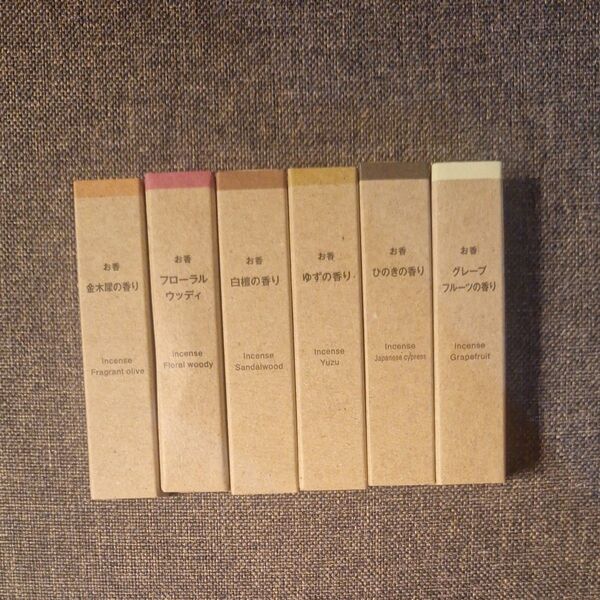 お香
金木犀の香り
Incense
Fragrant olive
お香
フローラル
ウッディ
Incense
Floral woody
お香
白檀の香り
Incense
Sandalwood
お香
ゆずの香り
Incense
Yuzu
お香
ひのきの香り
Incense
Japanese cypress
お香
グレープ
フルーツの香り
Incense
Grapefruit